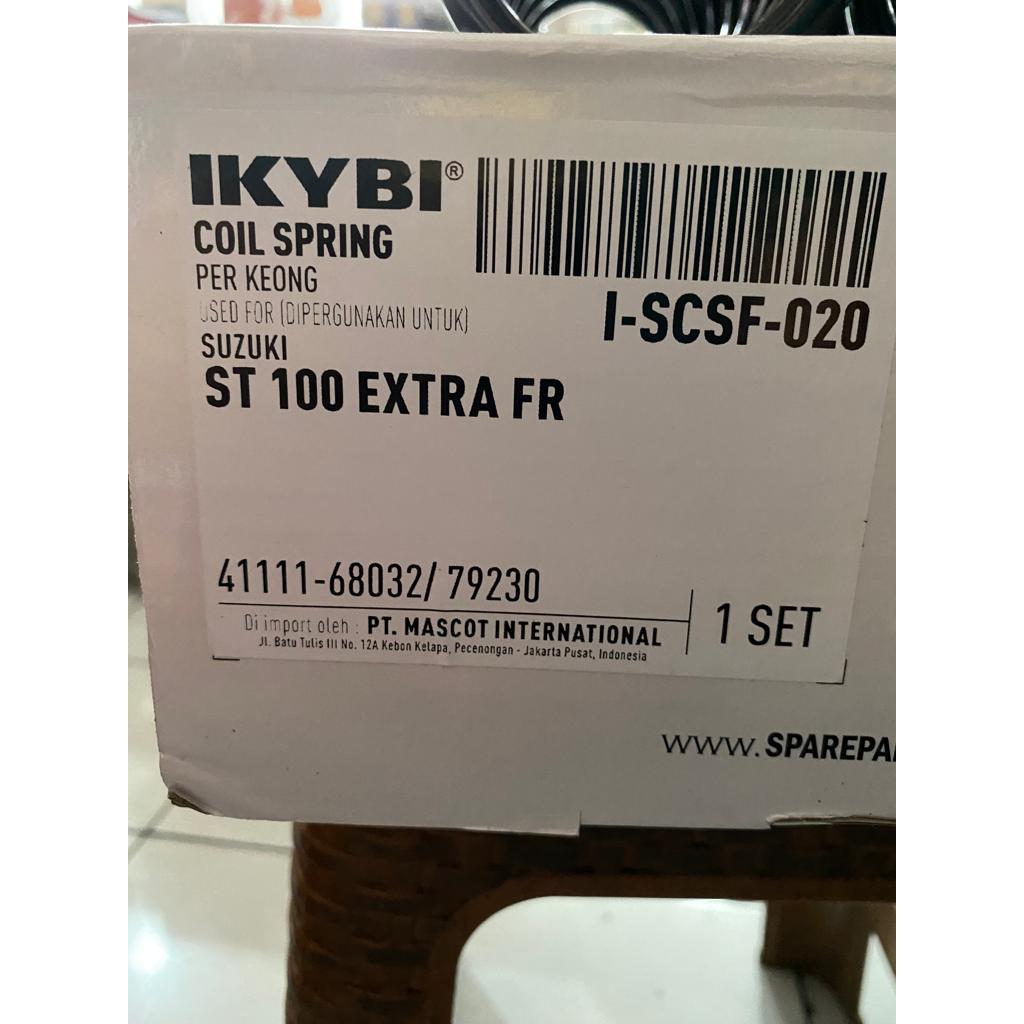 IKYBI®
COIL SPRING
PER KEONG
USED FOR (DIPERGUNAKAN UNTUK)
SUZUKI
ST 100 EXTRA FR
I-SCSF-020
41111-68032/ 79230
Di import oleh : PT. MASCOT INTERNATIONAL
Jl. Batu Tulis III No. 12A Kebon Kelapa, Pecenongan - Jakarta Pusat, Indonesia
1 SET
www.SPAREPA